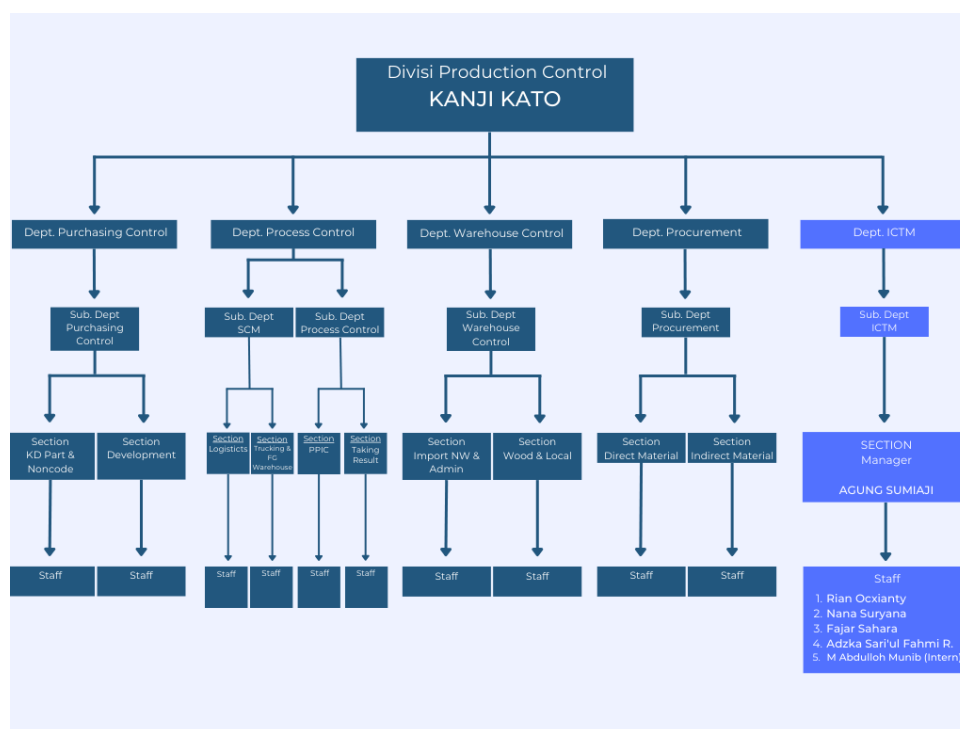 Divisi Production Control
KANJI KATO
Dept. Purchasing Control
Dept. Process Control
Dept. Warehouse Control
Dept. Procurement
Dept. ICTM
Sub. Dept
Purchasing
Control
Sub. Dept
SCM
Sub. Dept
Process Control
Sub. Dept
Warehouse
Control
Sub. Dept
Procurement
Sub. Dept
ICTM
Section
KD Part &
Noncode
Section
Development
Section
Logisticts
Section
Trucking &
FG
Warehouse
Section
PPIC
Section
Taking
Result
Section
Import NW &
Admin
Section
Wood & Local
Section
Direct Material
Section
Indirect Material
SECTION
Manager
AGUNG SUMIAJI
Staff
Staff
Staff
Staff
Staff
Staff
Staff
Staff
Staff
Staff
Staff
1. Rian Ocxianty
2. Nana Suryana
3. Fajar Sahara
4. Adzka Sari'ul Fahmi R.
5. M Abdulloh Munib (Intern)